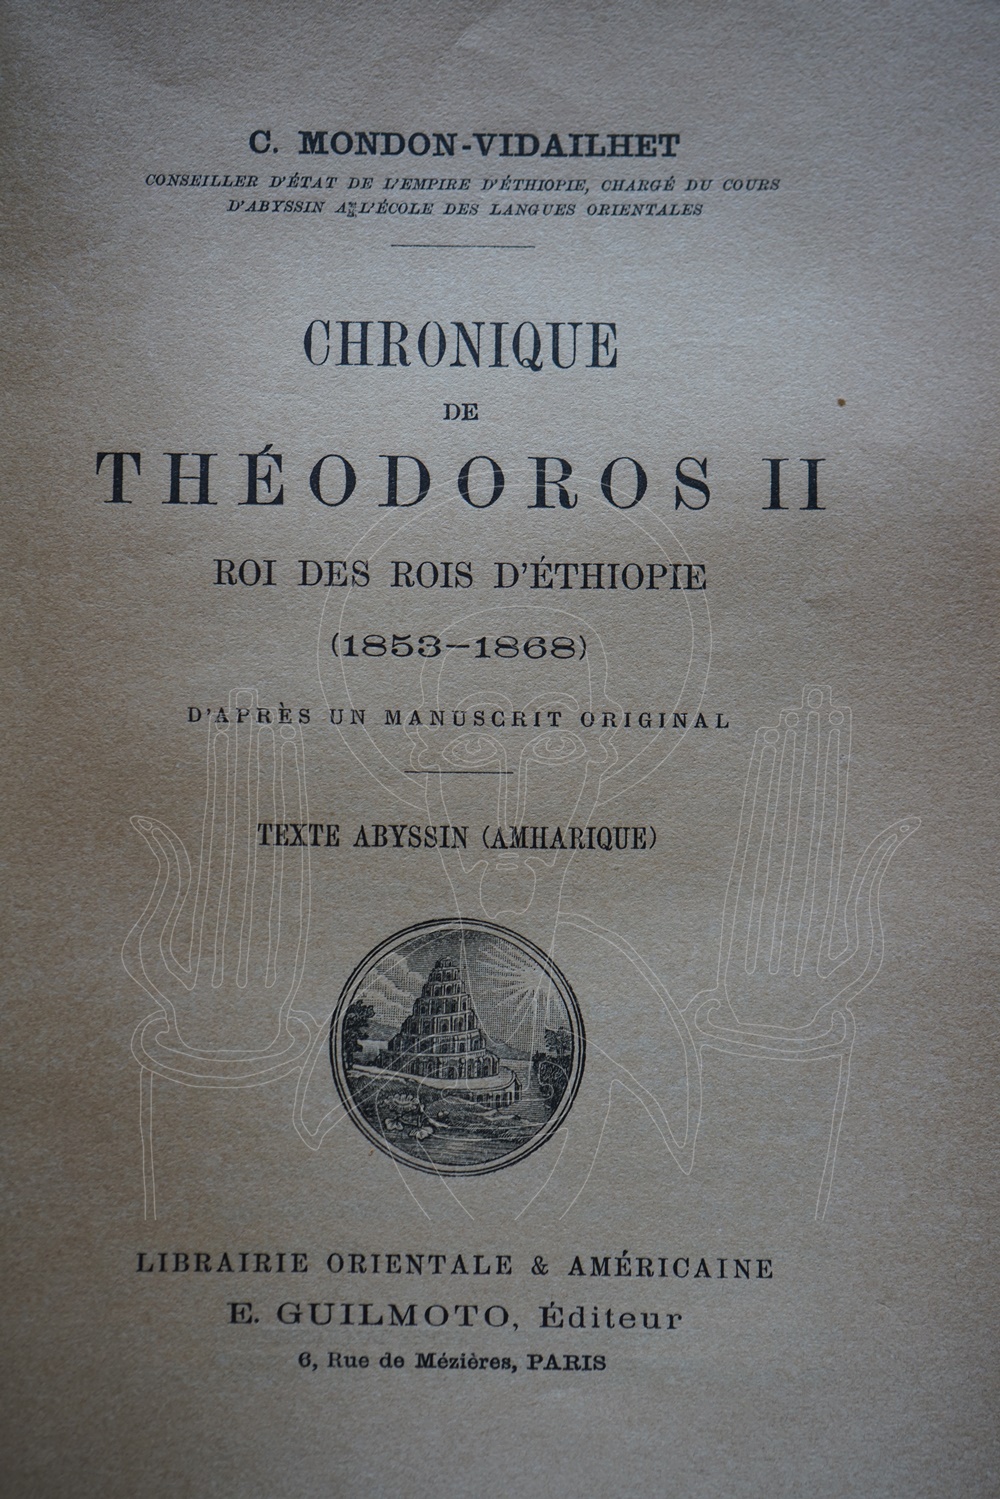 C. MONDON-VIDAILHET
CONSEILLER D'ÉTAT DE L'EMPIRE D'ÉTHIOPIE, CHARGÉ DU COURS
D'ABYSSIN A L'ÉCOLE DES LANGUES ORIENTALES
CHRONIQUE
DE
THÉODOROS II
ROI DES ROIS D'ÉTHIOPIE
(1853–1868)
D'APRÈS UN MANUSCRIT ORIGINAL
TEXTE ABYSSIN (AMHARIQUE)
LIBRAIRIE ORIENTALE & AMÉRICAINE
E. GUILMOTO, Éditeur
6, Rue de Mézières, PARIS